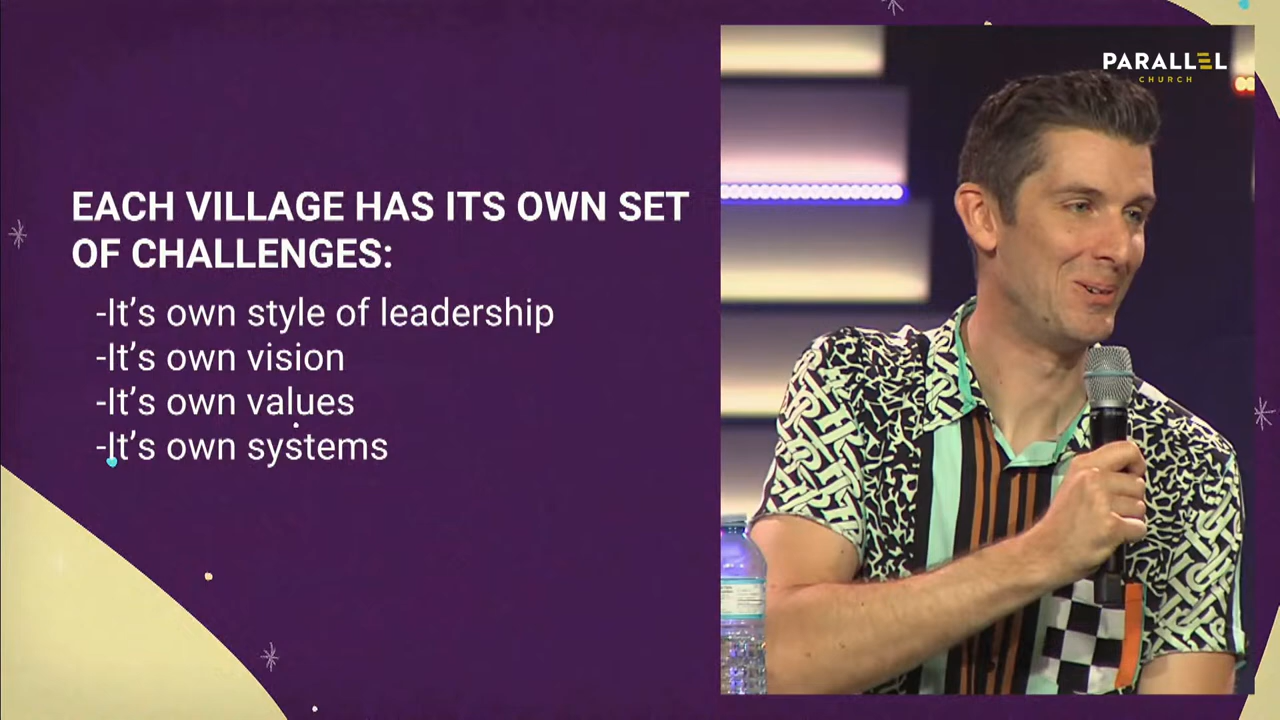 EACH VILLAGE HAS ITS OWN SET
OF CHALLENGES:
-It’s own style of leadership
-It’s own vision
-It’s own values
-It’s own systems
PARALLEL
CHURCH